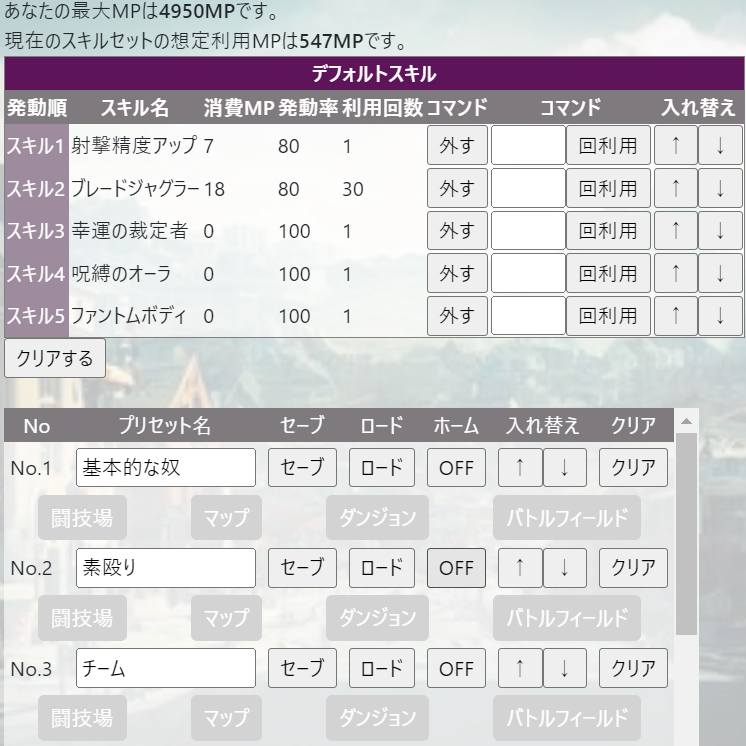 あなたの最大MPは4950MPです。
現在のスキルセットの想定利用MPは547MPです。
デフォルトスキル
発動順 スキル名 消費MP 発動率 利用回数 コマンド コマンド 入れ替え
スキル1 射撃精度アップ 7 80 1 外す 回利用 ↑ ↓
スキル2 ブレードジャグラー 18 80 30 外す 回利用 ↑ ↓
スキル3 幸運の裁定者 0 100 1 外す 回利用 ↑ ↓
スキル4 呪縛のオーラ 0 100 1 外す 回利用 ↑ ↓
スキル5 ファントムボディ 0 100 1 外す 回利用 ↑ ↓
クリアする
No プリセット名 セーブ ロード ホーム 入れ替え クリア
No.1 基本的な奴 セーブ ロード OFF ↑ ↓ クリア
闘技場 マップ ダンジョン バトルフィールド
No.2 素殴り セーブ ロード OFF ↑ ↓ クリア
闘技場 マップ ダンジョン バトルフィールド
No.3 チーム セーブ ロード OFF ↑ ↓ クリア
闘技場 マップ ダンジョン バトルフィールド